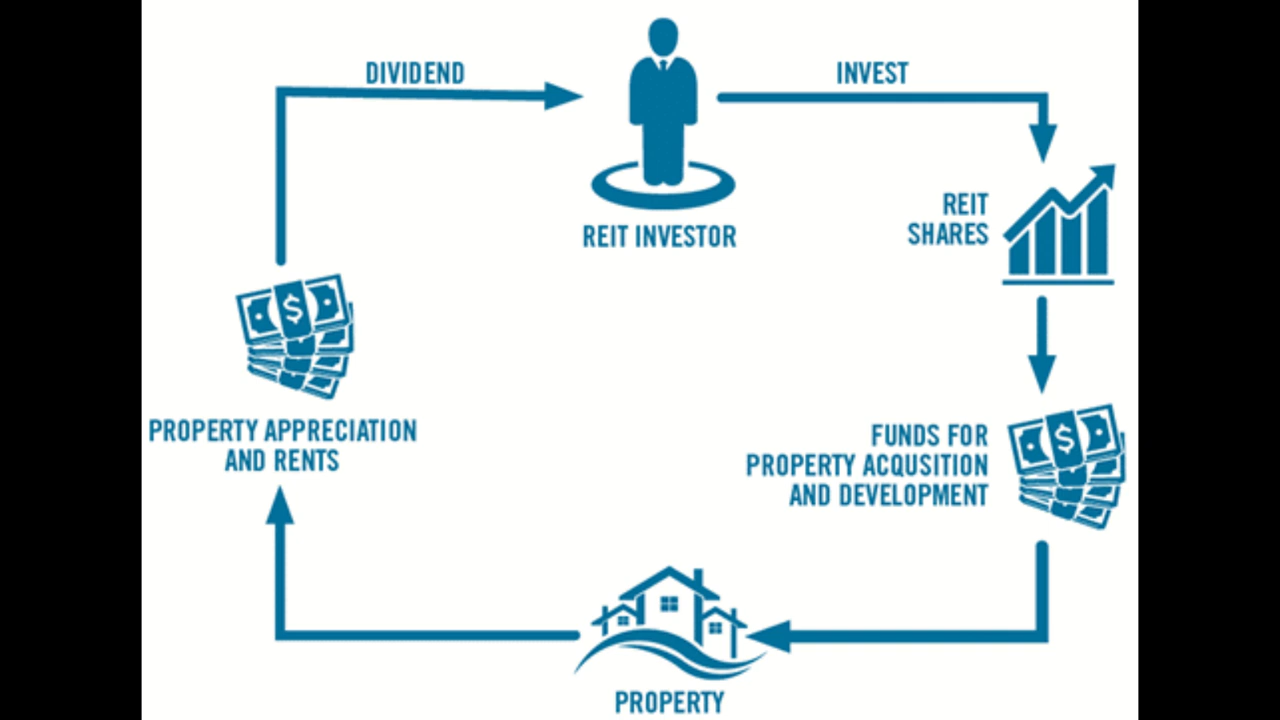 DIVIDEND
INVEST
REIT INVESTOR
REIT
SHARES
PROPERTY APPRECIATION
AND RENTS
FUNDS FOR
PROPERTY ACQUSITION
AND DEVELOPMENT
PROPERTY
$
$